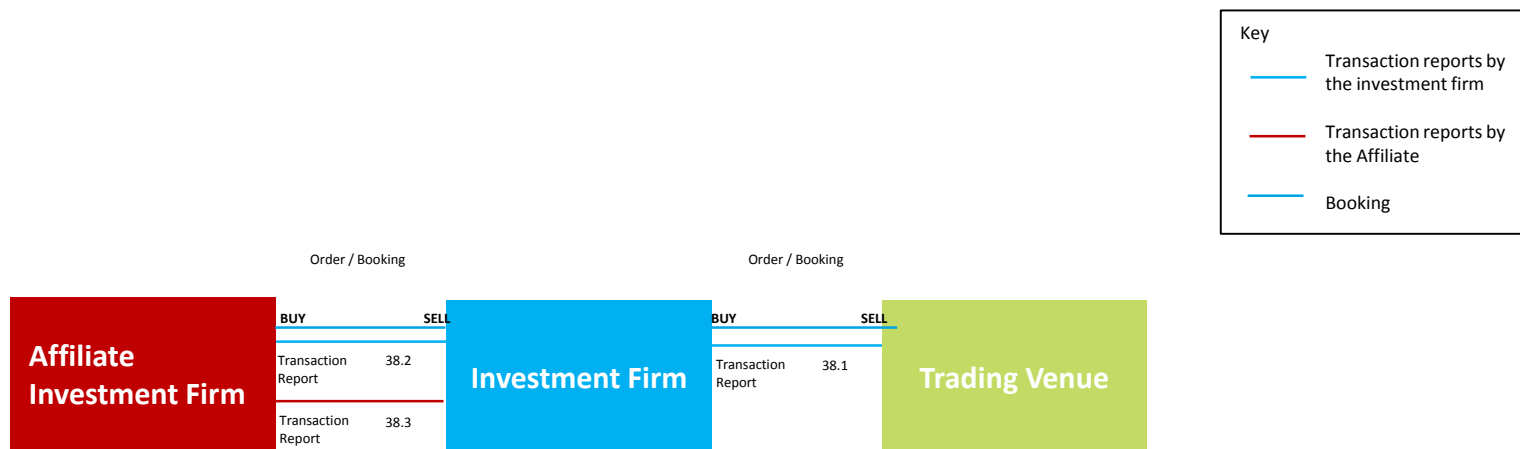 Key
Transaction reports by
the investment firm
Transaction reports by
the Affiliate
Booking
Order / Booking
Order / Booking
BUY SELL
BUY SELL
Affiliate
Investment Firm
Transaction 38.2
Report
Transaction 38.3
Report
Investment Firm
Transaction 38.1
Report
Trading Venue